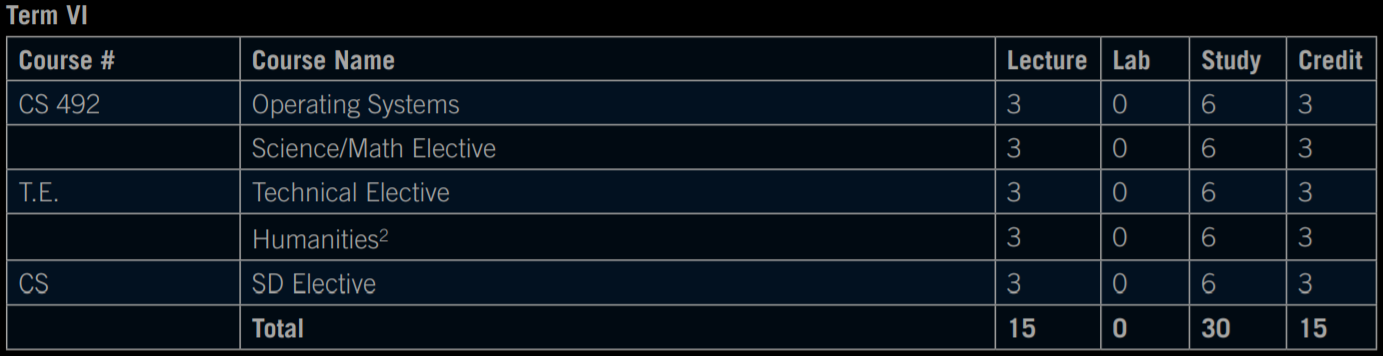 Term VI
Course # Course Name Lecture Lab Study Credit
CS 492 Operating Systems 3 0 6 3
Science/Math Elective 3 0 6 3
T.E. Technical Elective 3 0 6 3
Humanities² 3 0 6 3
CS SD Elective 3 0 6 3
Total 15 0 30 15